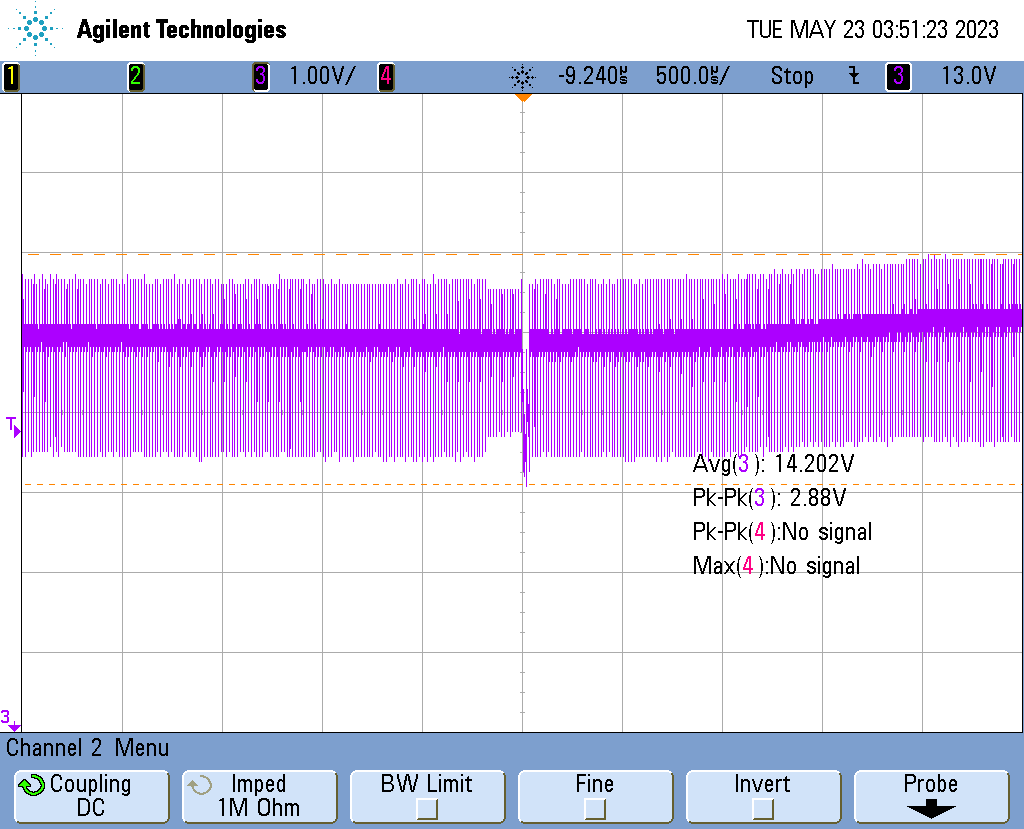 Agilent Technologies
TUE MAY 23 03:51:23 2023
1 2 3 1.00V/ 4 -9.240µs 500.0µs/ Stop 3 13.0V
T
Avg(3): 14.202V
Pk-Pk(3): 2.88V
Pk-Pk(4):No signal
Max(4):No signal
3
Channel 2 Menu
Coupling
DC
Imped
1M Ohm
BW Limit
Fine
Invert
Probe